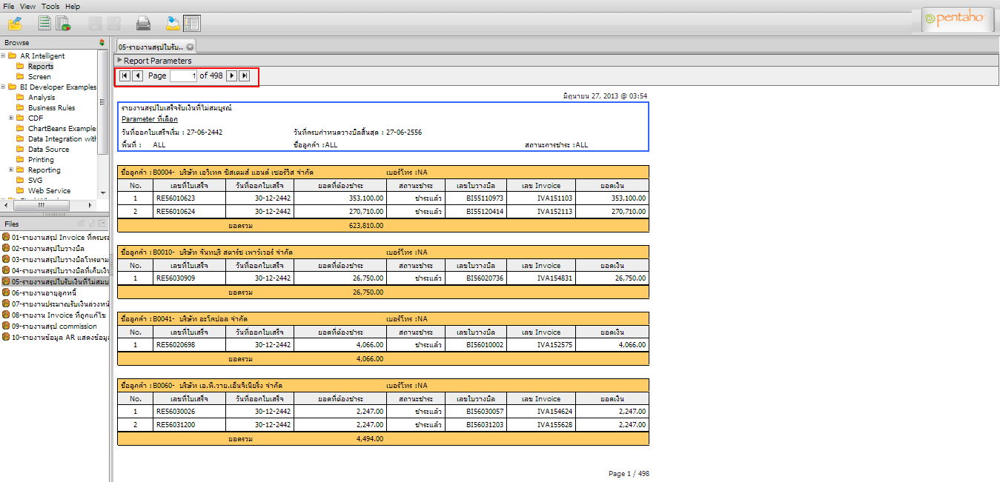 File View Tools Help
pentaho
Browse
AR Intelligent
Reports
Screen
BI Developer Examples
Analysis
Business Rules
CDF
ChartBeans Example
Data Integration with
Data Source
Printing
Reporting
SVG
Web Service
Files
01-รายงานสรุป Invoice ที่ครบร
02-รายงานสรุปใบวางบิล
03-รายงานสรุปใบวางบิลโทรตาม
04-รายงานสรุปใบวางบิลที่เก็บเงิ
05-รายงานสรุปใบรับเงินที่ไม่สมบ
06-รายงานอายุลูกหนี้
07-รายงานประมาณรับเงินล่วงหน้
08-รายงาน Invoice ที่ถูกแก้ไข
09-รายงานสรุป commission
10-รายงานข้อมูล AR แสดงข้อมู
05-รายงานสรุปใบรับ..
Report Parameters
Page 1 of 498
มิถุนายน 27, 2013 @ 03:54
รายงานสรุปใบเสร็จรับเงินที่ไม่สมบูรณ์
Parameter ที่เลือก
วันที่ออกใบเสร็จเริ่ม : 27-06-2442 วันที่ครบกำหนดวางบิลสิ้นสุด : 27-06-2556
พื้นที่ : ALL ชื่อลูกค้า :ALL สถานะการชำระ :ALL
ชื่อลูกค้า :B0004- บริษัท เอวิเทค ซิสเตมส์ แอนด์ เซอร์วิส จำกัด เบอร์โทร :NA
No. เลขที่ใบเสร็จ วันที่ออกใบเสร็จ ยอดที่ต้องชำระ สถานะชำระ เลขใบวางบิล เลข Invoice ยอดเงิน
1 RE56010623 30-12-2442 353,100.00 ชำระแล้ว BI55110973 IVA151103 353,100.00
2 RE56010624 30-12-2442 270,710.00 ชำระแล้ว BI55120414 IVA152113 270,710.00
ยอดรวม 623,810.00
ชื่อลูกค้า :B0010- บริษัท จันทบุรี สตาร์ช เพาว์เวอร์ จำกัด เบอร์โทร :NA
No. เลขที่ใบเสร็จ วันที่ออกใบเสร็จ ยอดที่ต้องชำระ สถานะชำระ เลขใบวางบิล เลข Invoice ยอดเงิน
1 RE56030909 30-12-2442 26,750.00 ชำระแล้ว BI56020736 IVA154831 26,750.00
ยอดรวม 26,750.00
ชื่อลูกค้า :B0041- บริษัท อะโคปอล จำกัด เบอร์โทร :NA
No. เลขที่ใบเสร็จ วันที่ออกใบเสร็จ ยอดที่ต้องชำระ สถานะชำระ เลขใบวางบิล เลข Invoice ยอดเงิน
1 RE56020698 30-12-2442 4,066.00 ชำระแล้ว BI56010002 IVA152575 4,066.00
ยอดรวม 4,066.00
ชื่อลูกค้า :B0060- บริษัท เอ.พี.วาย.เอ็นจิเนียริ่ง จำกัด เบอร์โทร :NA
No. เลขที่ใบเสร็จ วันที่ออกใบเสร็จ ยอดที่ต้องชำระ สถานะชำระ เลขใบวางบิล เลข Invoice ยอดเงิน
1 RE56030026 30-12-2442 2,247.00 ชำระแล้ว BI56030057 IVA154624 2,247.00
2 RE56031200 30-12-2442 2,247.00 ชำระแล้ว BI56031203 IVA155628 2,247.00
ยอดรวม 4,494.00
Page 1 / 498